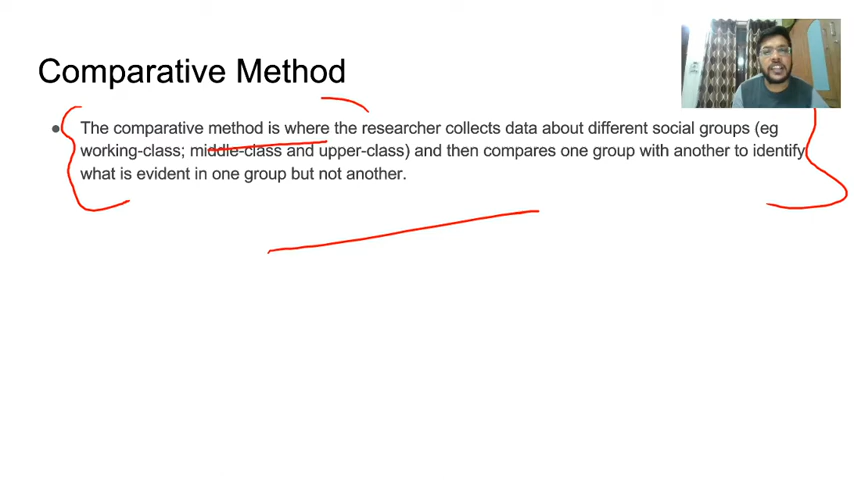 Comparative Method
● The comparative method is where the researcher collects data about different social groups (eg
working-class; middle-class and upper-class) and then compares one group with another to identify
what is evident in one group but not another.